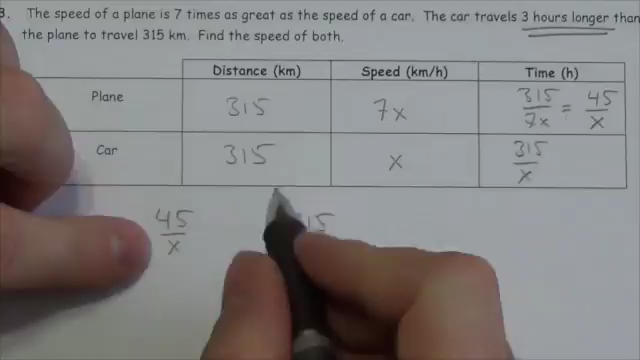 3. The speed of a plane is 7 times as great as the speed of a car. The car travels 3 hours longer than
the plane to travel 315 km. Find the speed of both.
Distance (km) Speed (km/h) Time (h)
Plane 315 7x 315/7x = 45/x
Car 315 x 315/x
45/x 15